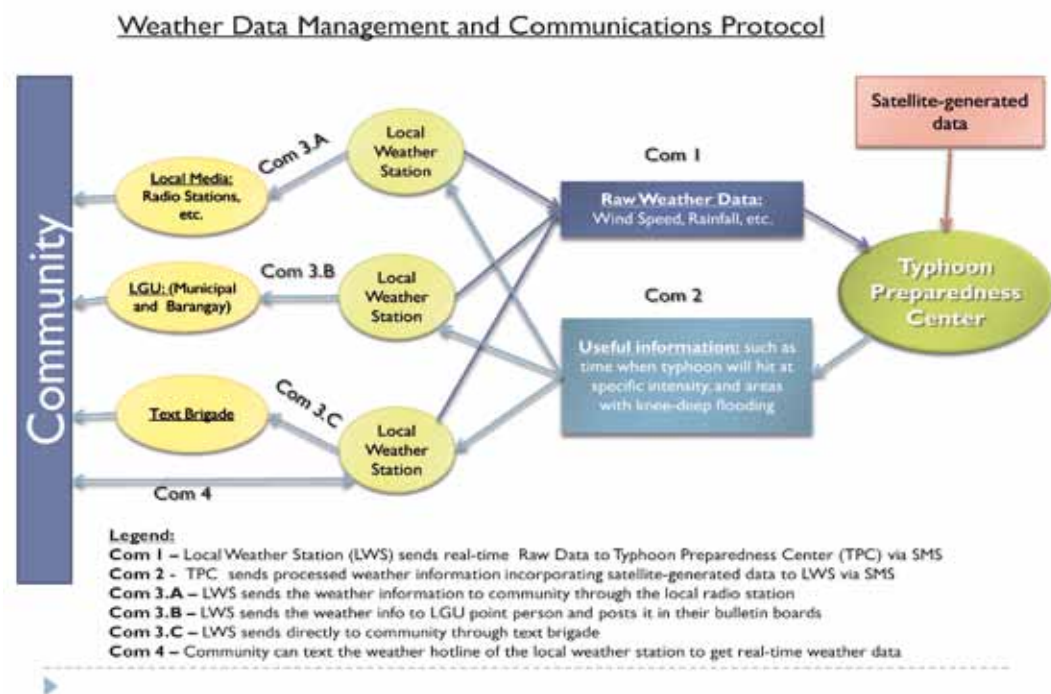 Weather Data Management and Communications Protocol
Community
Local Media:
Radio Stations,
etc.
LGU: (Municipal
and Barangay)
Text Brigade
Com 3.A
Com 3.B
Com 3.C
Com 4
Local
Weather
Station
Local
Weather
Station
Local
Weather
Station
Com 1
Raw Weather Data:
Wind Speed, Rainfall, etc.
Com 2
Useful information: such as
time when typhoon will hit at
specific intensity, and areas
with knee-deep flooding
Satellite-generated
data
Typhoon
Preparedness
Center
Legend:
Com 1 – Local Weather Station (LWS) sends real-time Raw Data to Typhoon Preparedness Center (TPC) via SMS
Com 2 - TPC sends processed weather information incorporating satellite-generated data to LWS via SMS
Com 3.A – LWS sends the weather information to community through the local radio station
Com 3.B – LWS sends the weather info to LGU point person and posts it in their bulletin boards
Com 3.C – LWS sends directly to community through text brigade
Com 4 – Community can text the weather hotline of the local weather station to get real-time weather data